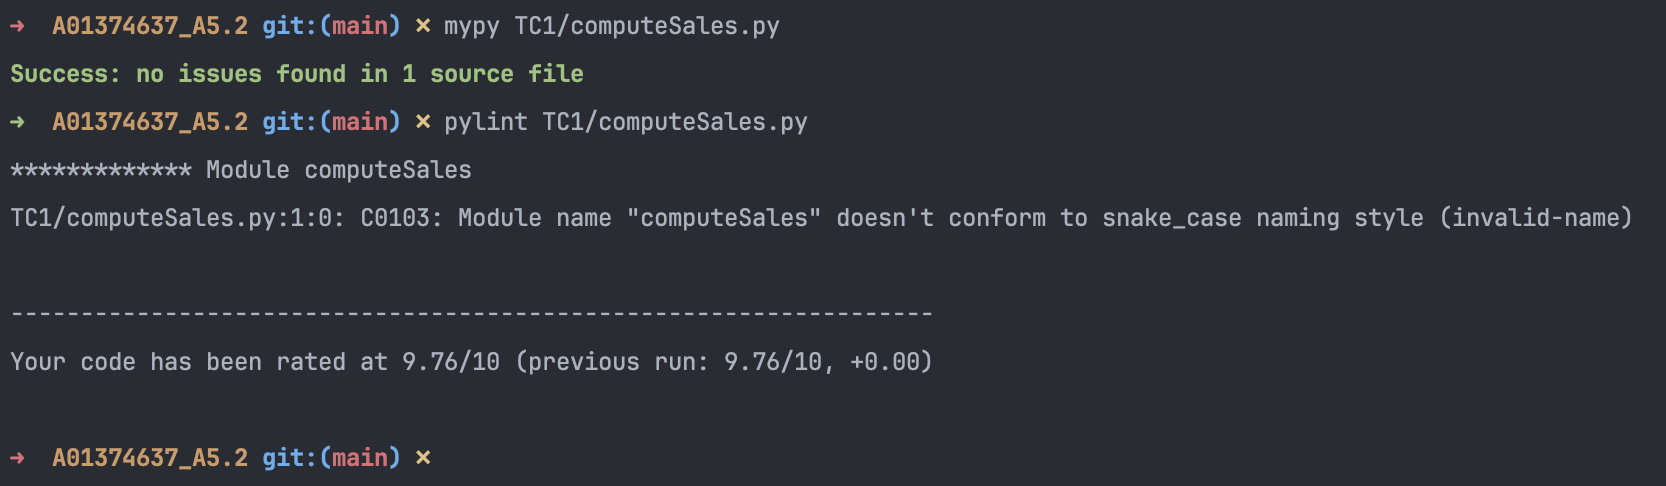 ➜  A01374637_A5.2 git:(main) ✗ mypy TC1/computeSales.py
Success: no issues found in 1 source file
➜  A01374637_A5.2 git:(main) ✗ pylint TC1/computeSales.py
************* Module computeSales
TC1/computeSales.py:1:0: C0103: Module name "computeSales" doesn't conform to snake_case naming style (invalid-name)
------------------------------------------------------------------
Your code has been rated at 9.76/10 (previous run: 9.76/10, +0.00)
➜  A01374637_A5.2 git:(main) ✗